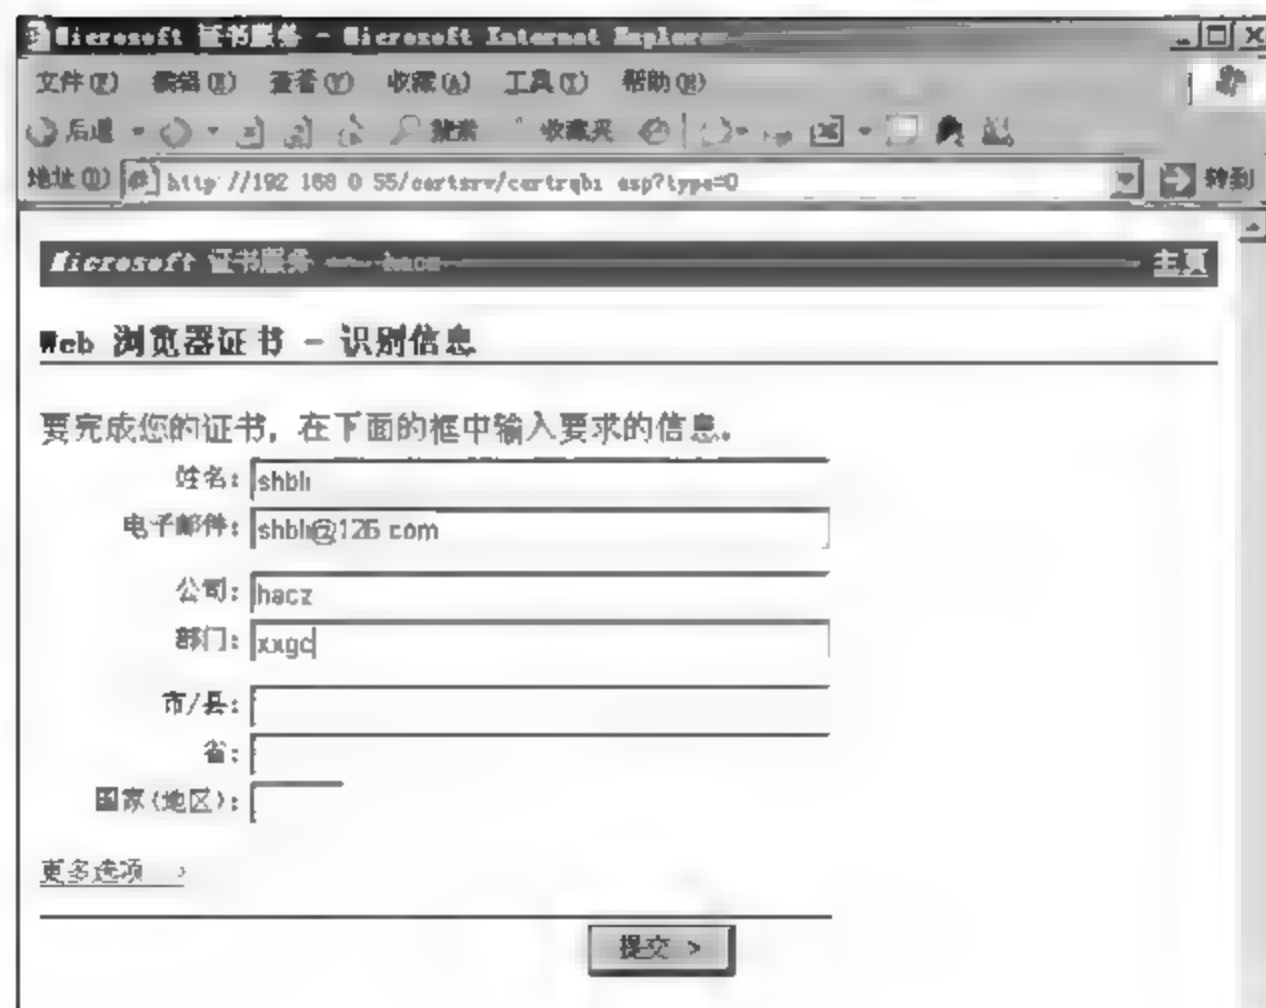 Microsoft 证书服务 - Microsoft Internet Explorer
文件(F) 编辑(E) 查看(V) 收藏(A) 工具(T) 帮助(H)
后退 搜索 收藏夹
地址(D) http://192 168 0 55/certsrv/certrqbi asp?type=0 转到
Microsoft 证书服务 -- hacz 主页
Web 浏览器证书 - 识别信息
要完成您的证书，在下面的框中输入要求的信息。
姓名: shbli
电子邮件: shbli@126 com
公司: hacz
部门: xxgc
市/县:
省:
国家(地区):
更多选项 >
提交 >